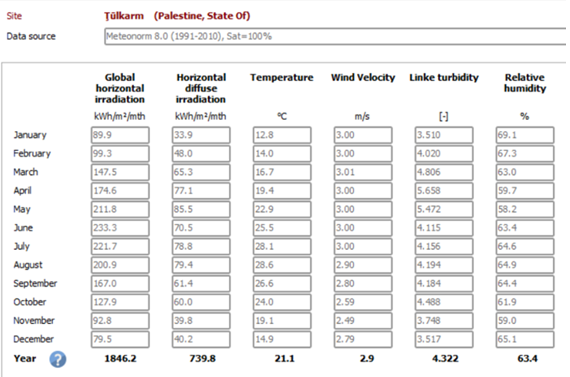 Site Ţūlkarm (Palestine, State Of)
Data source Meteonorm 8.0 (1991-2010), Sat=100%
Global horizontal irradiation Horizontal diffuse irradiation Temperature Wind Velocity Linke turbidity Relative humidity
kWh/m²/mth kWh/m²/mth °C m/s [-] %
January 89.9 33.9 12.8 3.00 3.510 69.1
February 99.3 48.0 14.0 3.00 4.020 67.3
March 147.5 65.3 16.7 3.01 4.806 63.0
April 174.6 77.1 19.4 3.00 5.658 59.7
May 211.8 85.5 22.9 3.00 5.472 58.2
June 233.3 70.5 25.5 3.00 4.115 63.4
July 221.7 78.8 28.1 3.00 4.156 64.6
August 200.9 79.4 28.6 2.90 4.194 64.9
September 167.0 61.4 26.6 2.80 4.184 64.4
October 127.9 60.0 24.0 2.59 4.488 61.9
November 92.8 39.8 19.1 2.49 3.748 59.0
December 79.5 40.2 14.9 2.79 3.517 65.1
Year ? 1846.2 739.8 21.1 2.9 4.322 63.4